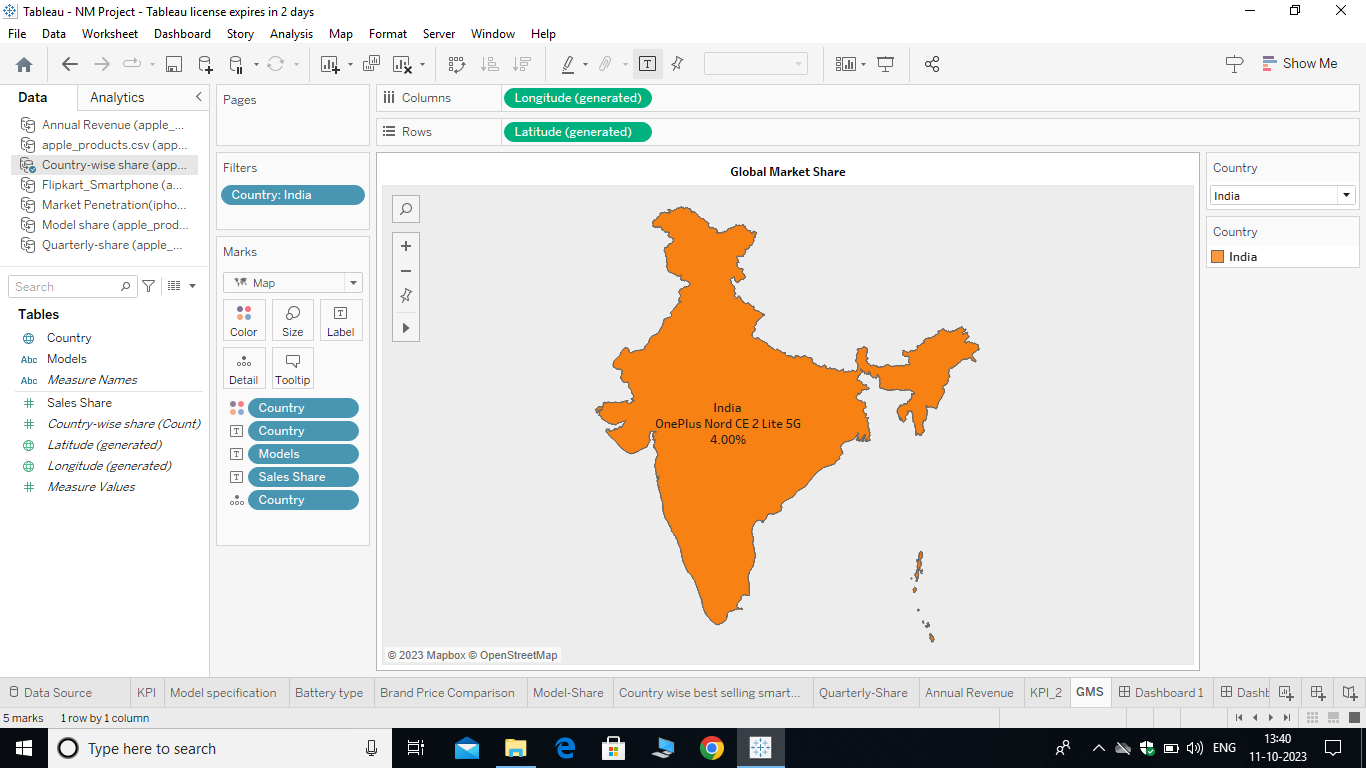 Tableau - NM Project - Tableau license expires in 2 days
File Data Worksheet Dashboard Story Analysis Map Format Server Window Help
Show Me
Data Analytics
Annual Revenue (apple_...
apple_products.csv (app...
Country-wise share (app...
Flipkart_Smartphone (a...
Market Penetration(ipho...
Model share (apple_prod...
Quarterly-share (apple_...
Search
Tables
Country
Abc Models
Abc Measure Names
Sales Share
Country-wise share (Count)
Latitude (generated)
Longitude (generated)
Measure Values
Pages
Filters
Country: India
Marks
Map
Color Size Label
Detail Tooltip
Country
Country
Models
Sales Share
Country
Columns Longitude (generated)
Rows Latitude (generated)
Global Market Share
India
OnePlus Nord CE 2 Lite 5G
4.00%
© 2023 Mapbox © OpenStreetMap
Country
India
Country
India
Data Source KPI Model specification Battery type Brand Price Comparison Model-Share Country wise best selling smart... Quarterly-Share Annual Revenue KPI_2 GMS Dashboard 1 Dashb
5 marks 1 row by 1 column
Type here to search
ENG
13:40
11-10-2023